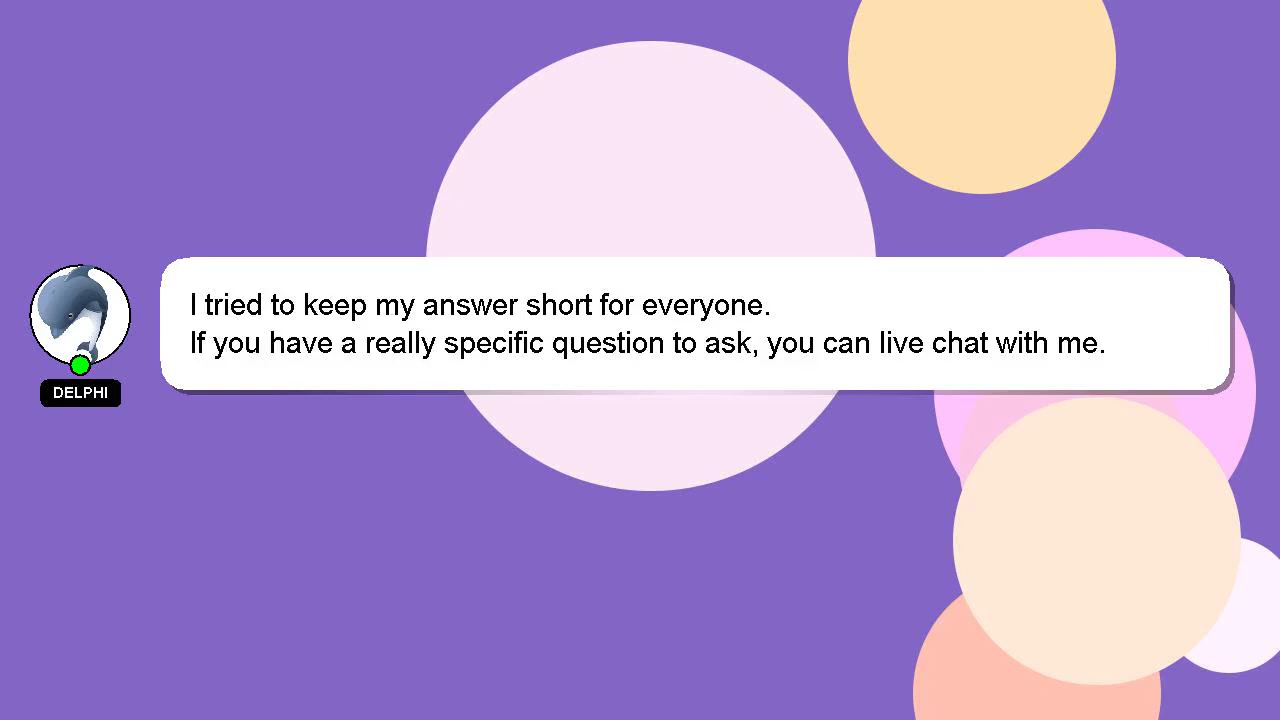 I tried to keep my answer short for everyone.
If you have a really specific question to ask, you can live chat with me.
DELPHI